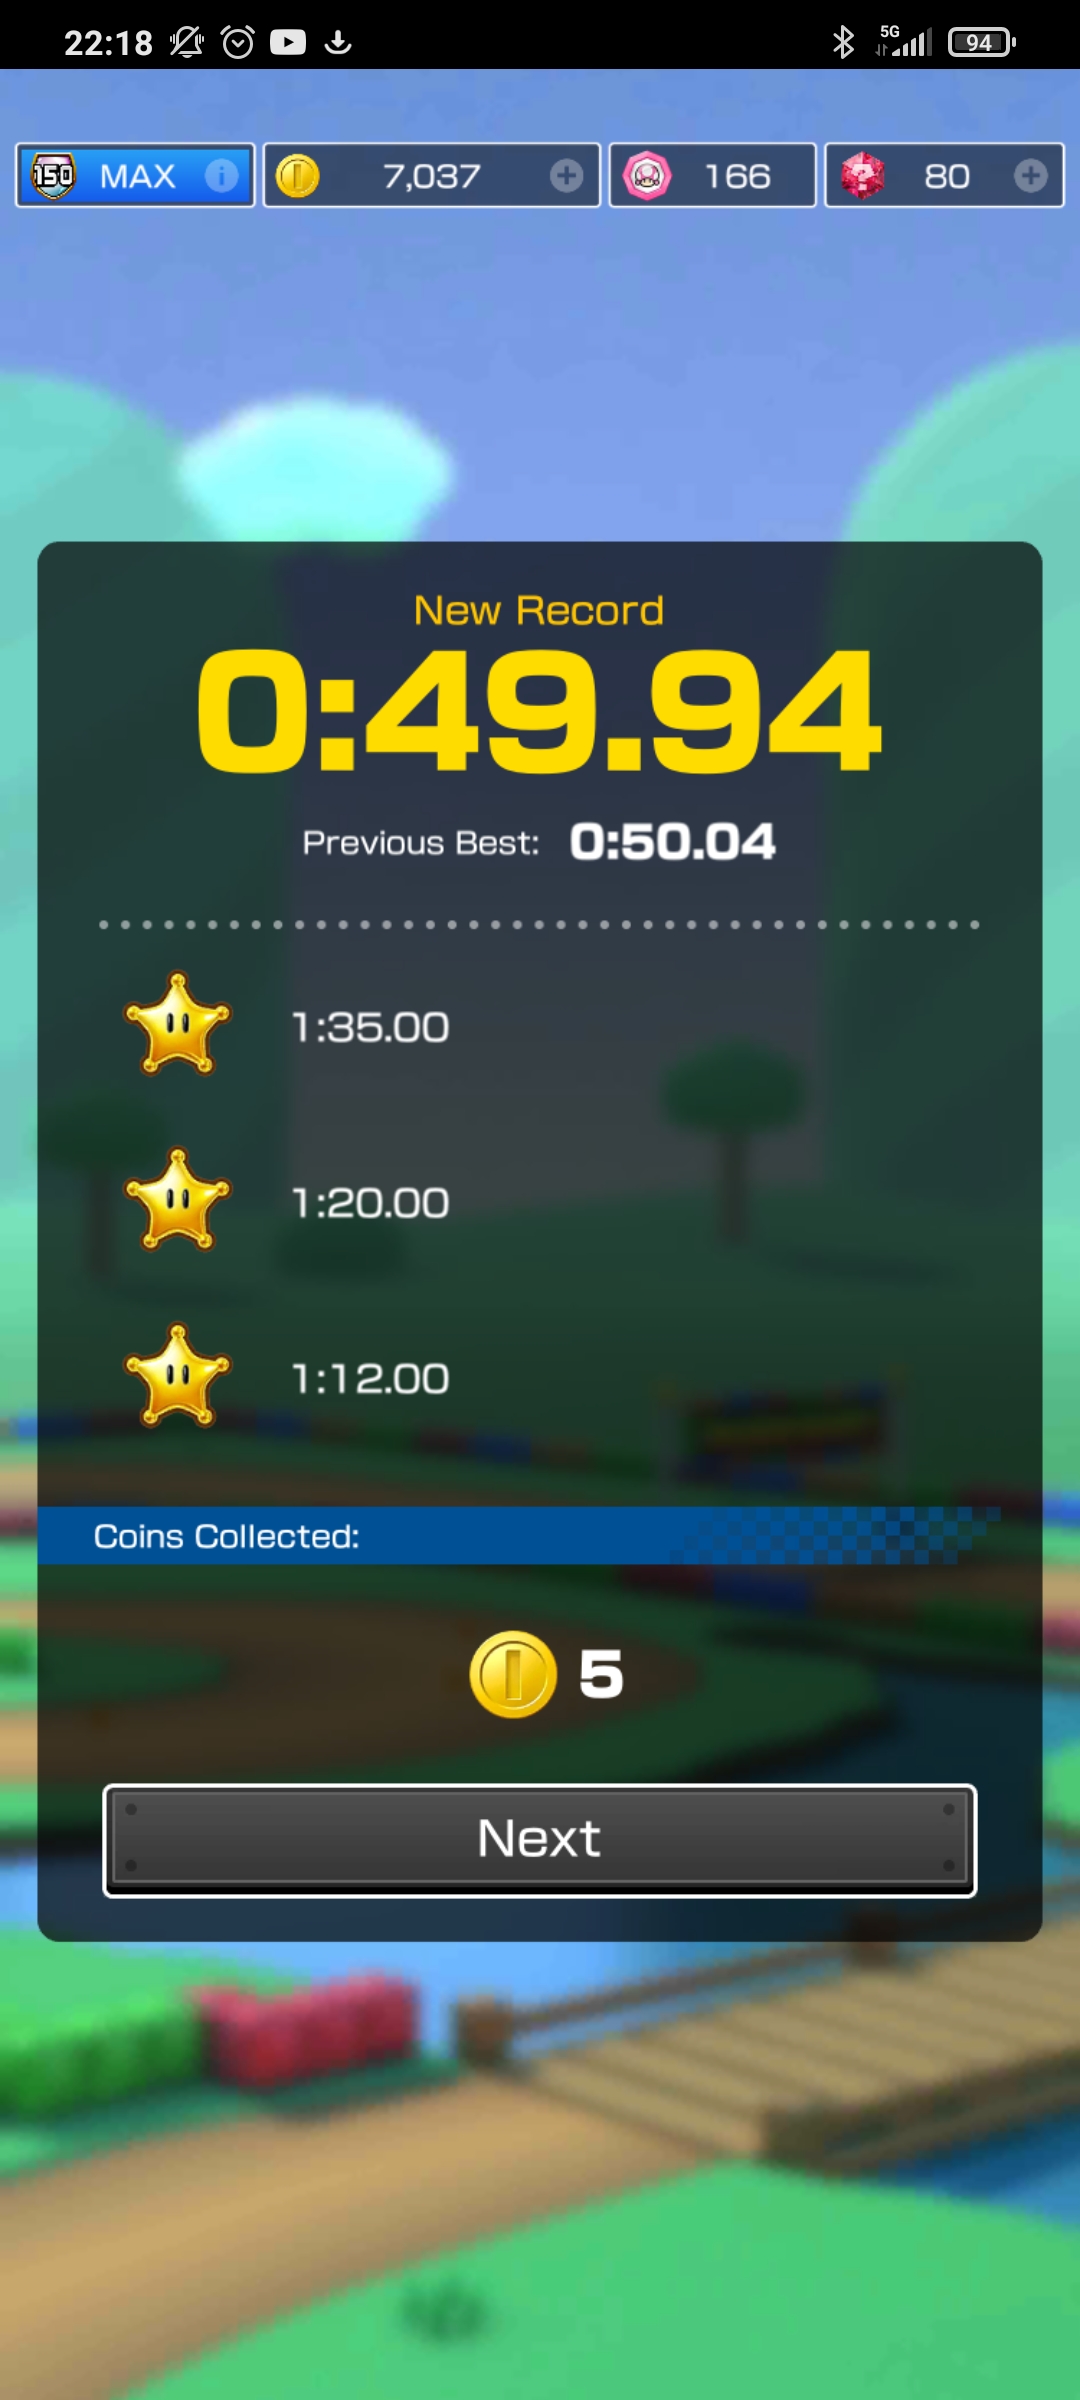 22:18 5G 94
150 MAX i 7,037 + 166 ? 80 +
New Record
0:49.94
Previous Best: 0:50.04
1:35.00
1:20.00
1:12.00
Coins Collected:
5
Next